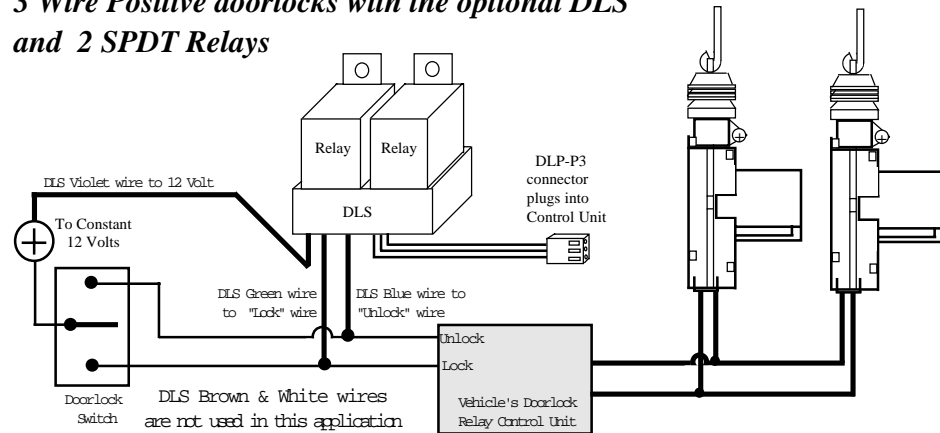 3 Wire Positive doorlocks with the optional DLS
and 2 SPDT Relays
Relay
Relay
DLS
DLP-P3
connector
plugs into
Control Unit
DLS Violet wire to 12 Volt
To Constant
12 Volts
DLS Green wire
to "Lock" wire
DLS Blue wire to
"Unlock" wire
Unlock
Lock
Doorlock
Switch
DLS Brown & White wires
are not used in this application
Vehicle's Doorlock
Relay Control Unit